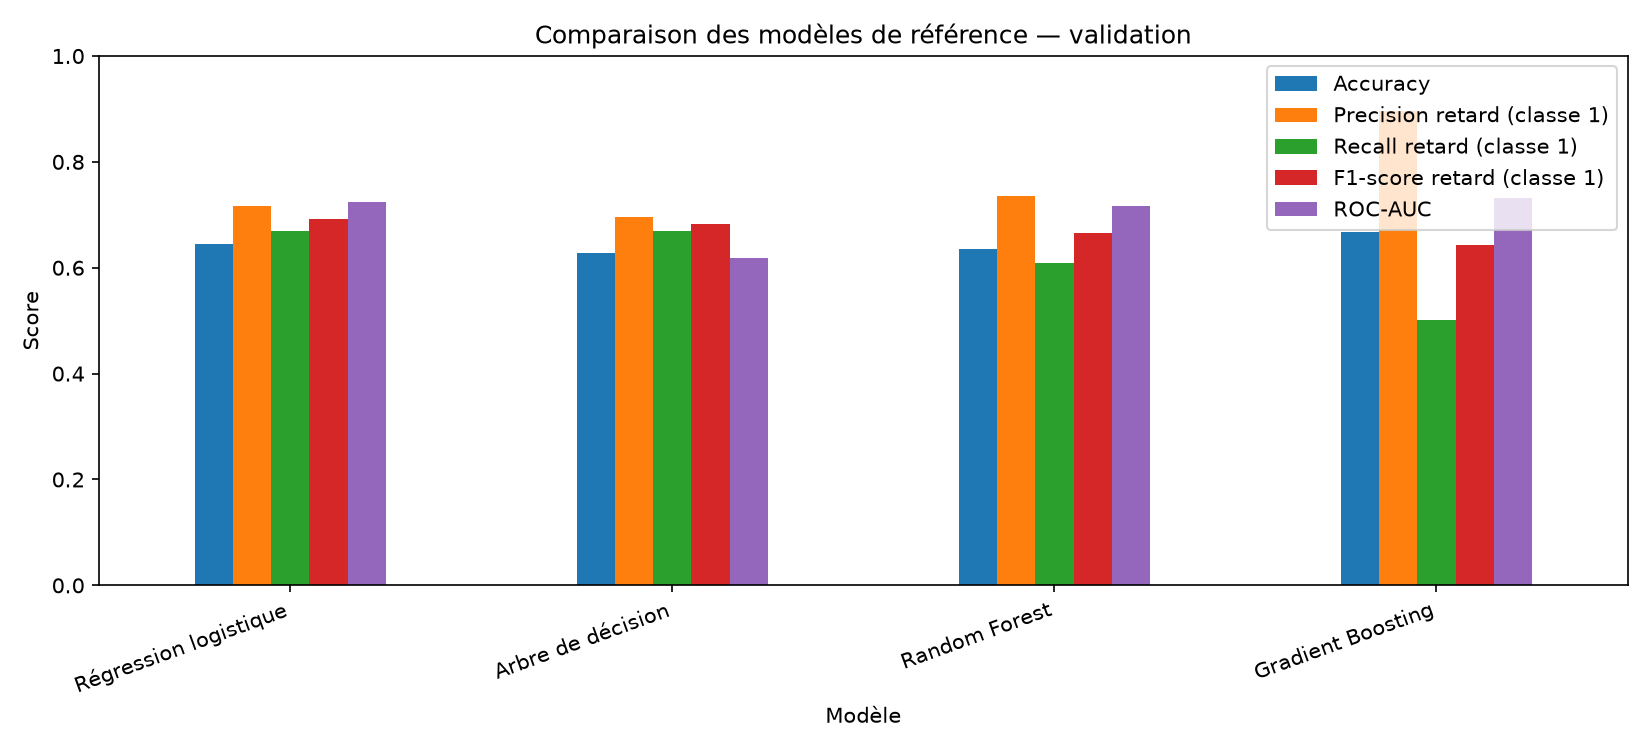 Comparaison des modèles de référence — validation
1.0
0.8
0.6
0.4
0.2
0.0
Score
Accuracy
Precision retard (classe 1)
Recall retard (classe 1)
F1-score retard (classe 1)
ROC-AUC
Régression logistique
Arbre de décision
Random Forest
Gradient Boosting
Modèle